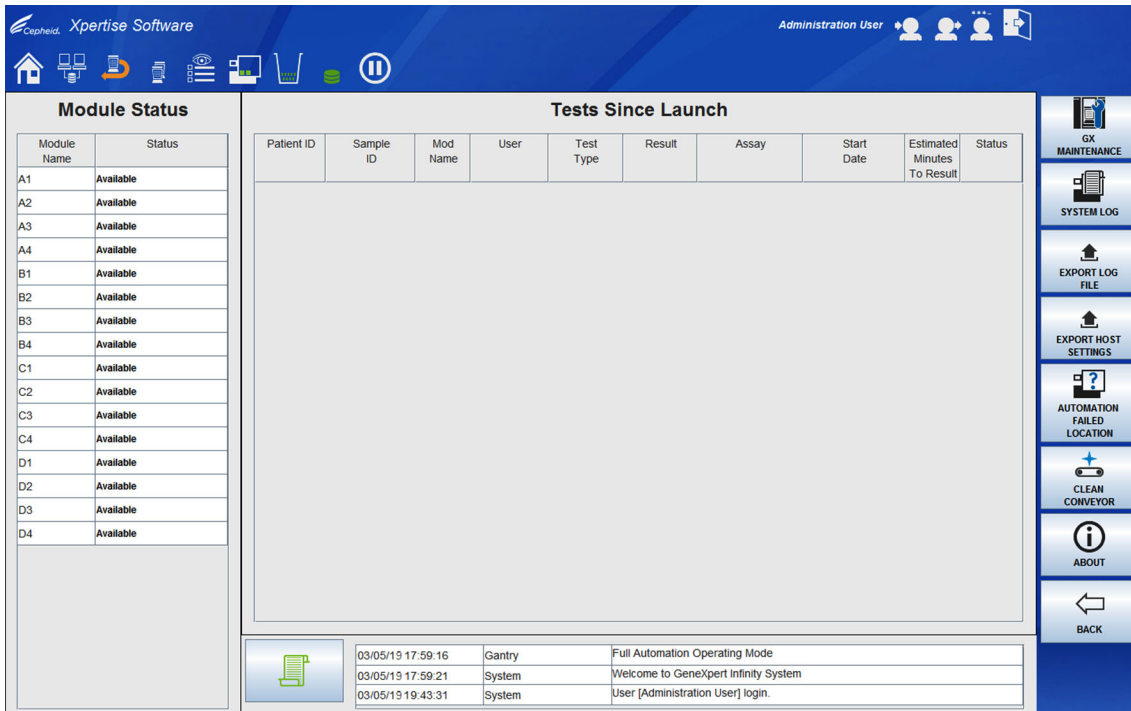 Cepheid. Xpertise Software
Administration User
Module Status
Module Name
Status
A1 Available
A2 Available
A3 Available
A4 Available
B1 Available
B2 Available
B3 Available
B4 Available
C1 Available
C2 Available
C3 Available
C4 Available
D1 Available
D2 Available
D3 Available
D4 Available
Tests Since Launch
Patient ID
Sample ID
Mod Name
User
Test Type
Result
Assay
Start Date
Estimated Minutes To Result
Status
03/05/19 17:59:16 Gantry Full Automation Operating Mode
03/05/19 17:59:21 System Welcome to GeneXpert Infinity System
03/05/19 19:43:31 System User [Administration User] login.
GX
MAINTENANCE
SYSTEM LOG
EXPORT LOG
FILE
EXPORT HOST
SETTINGS
AUTOMATION
FAILED
LOCATION
CLEAN
CONVEYOR
ABOUT
BACK